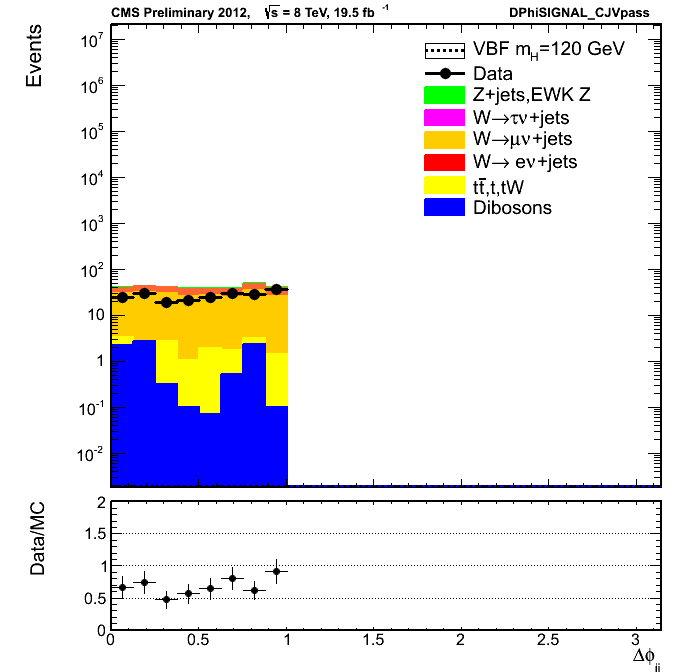 CMS Preliminary 2012, √s = 8 TeV, 19.5 fb⁻¹ DPhiSIGNAL_CJVpass
Events
10⁷
10⁶
10⁵
10⁴
10³
10²
10
1
10⁻¹
10⁻²
VBF m_H=120 GeV
Data
Z+jets,EWK Z
W→τν+jets
W→μν+jets
W→ eν+jets
tt̄,t,tW
Dibosons
Data/MC
2
1.5
1
0.5
0
0 0.5 1 1.5 2 2.5 3
Δϕ_jj